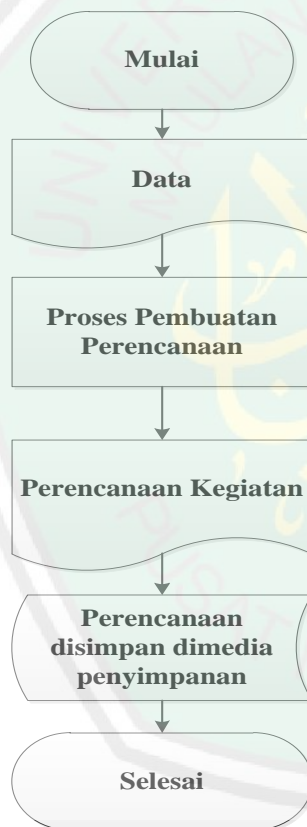 Mulai
Data
Proses Pembuatan
Perencanaan
Perencanaan Kegiatan
Perencanaan
disimpan dimedia
penyimpanan
Selesai